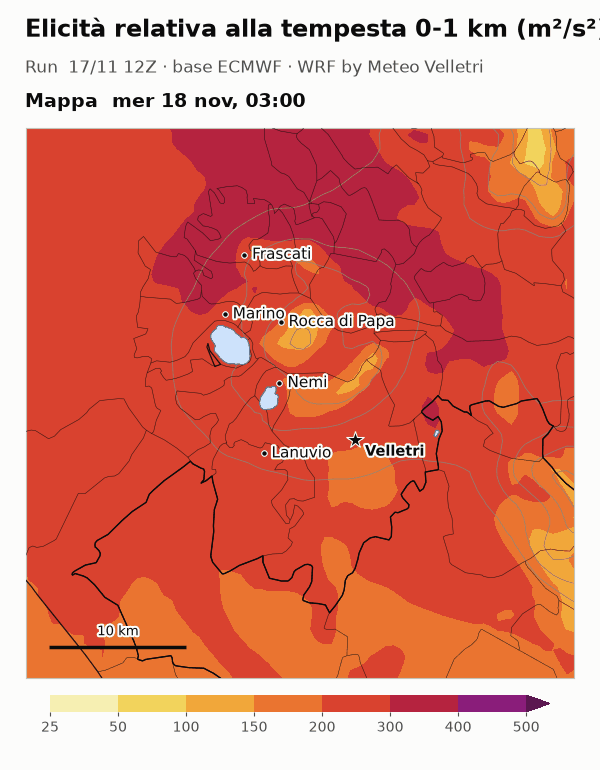 Elicità relativa alla tempesta 0-1 km (m²/s²)
Run  17/11 12Z · base ECMWF · WRF by Meteo Velletri
Mappa  mer 18 nov, 03:00
Frascati
Marino
Rocca di Papa
Nemi
Velletri
Lanuvio
10 km
25 50 100 150 200 300 400 500